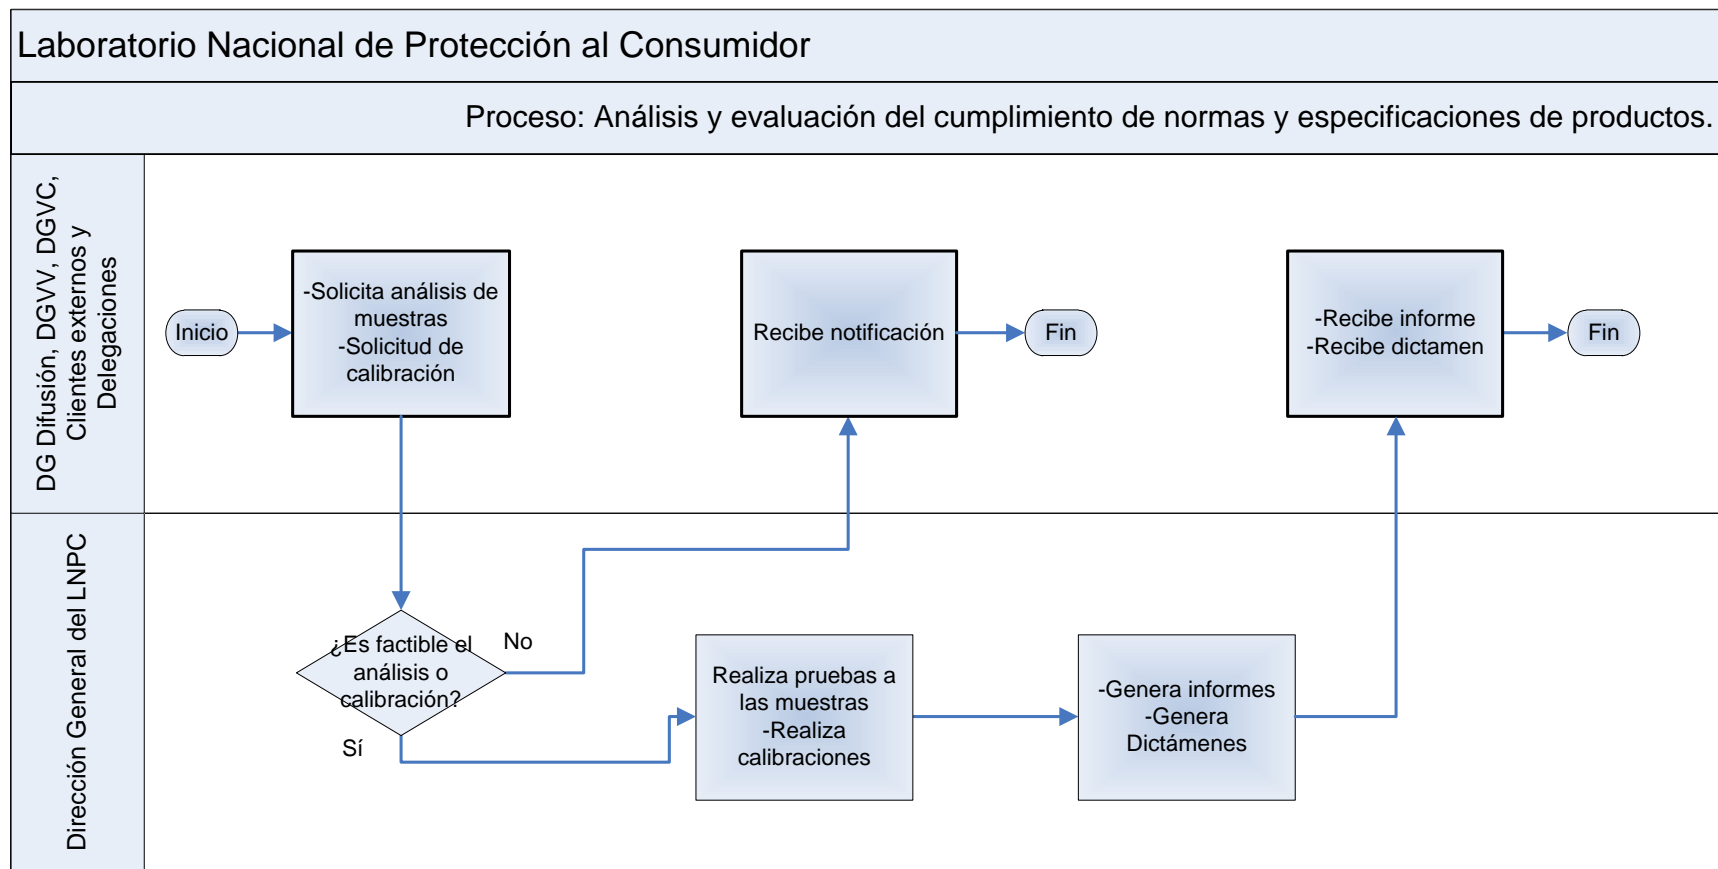 Laboratorio Nacional de Protección al Consumidor
Proceso: Análisis y evaluación del cumplimiento de normas y especificaciones de productos.
DG Difusión, DGVV, DGVC,
Clientes externos y
Delegaciones
Inicio
-Solicita análisis de
muestras
-Solicitud de
calibración
Recibe notificación
Fin
-Recibe informe
-Recibe dictamen
Fin
Dirección General del LNPC
¿Es factible el
análisis o
calibración?
No
Sí
Realiza pruebas a
las muestras
-Realiza
calibraciones
-Genera informes
-Genera
Dictámenes